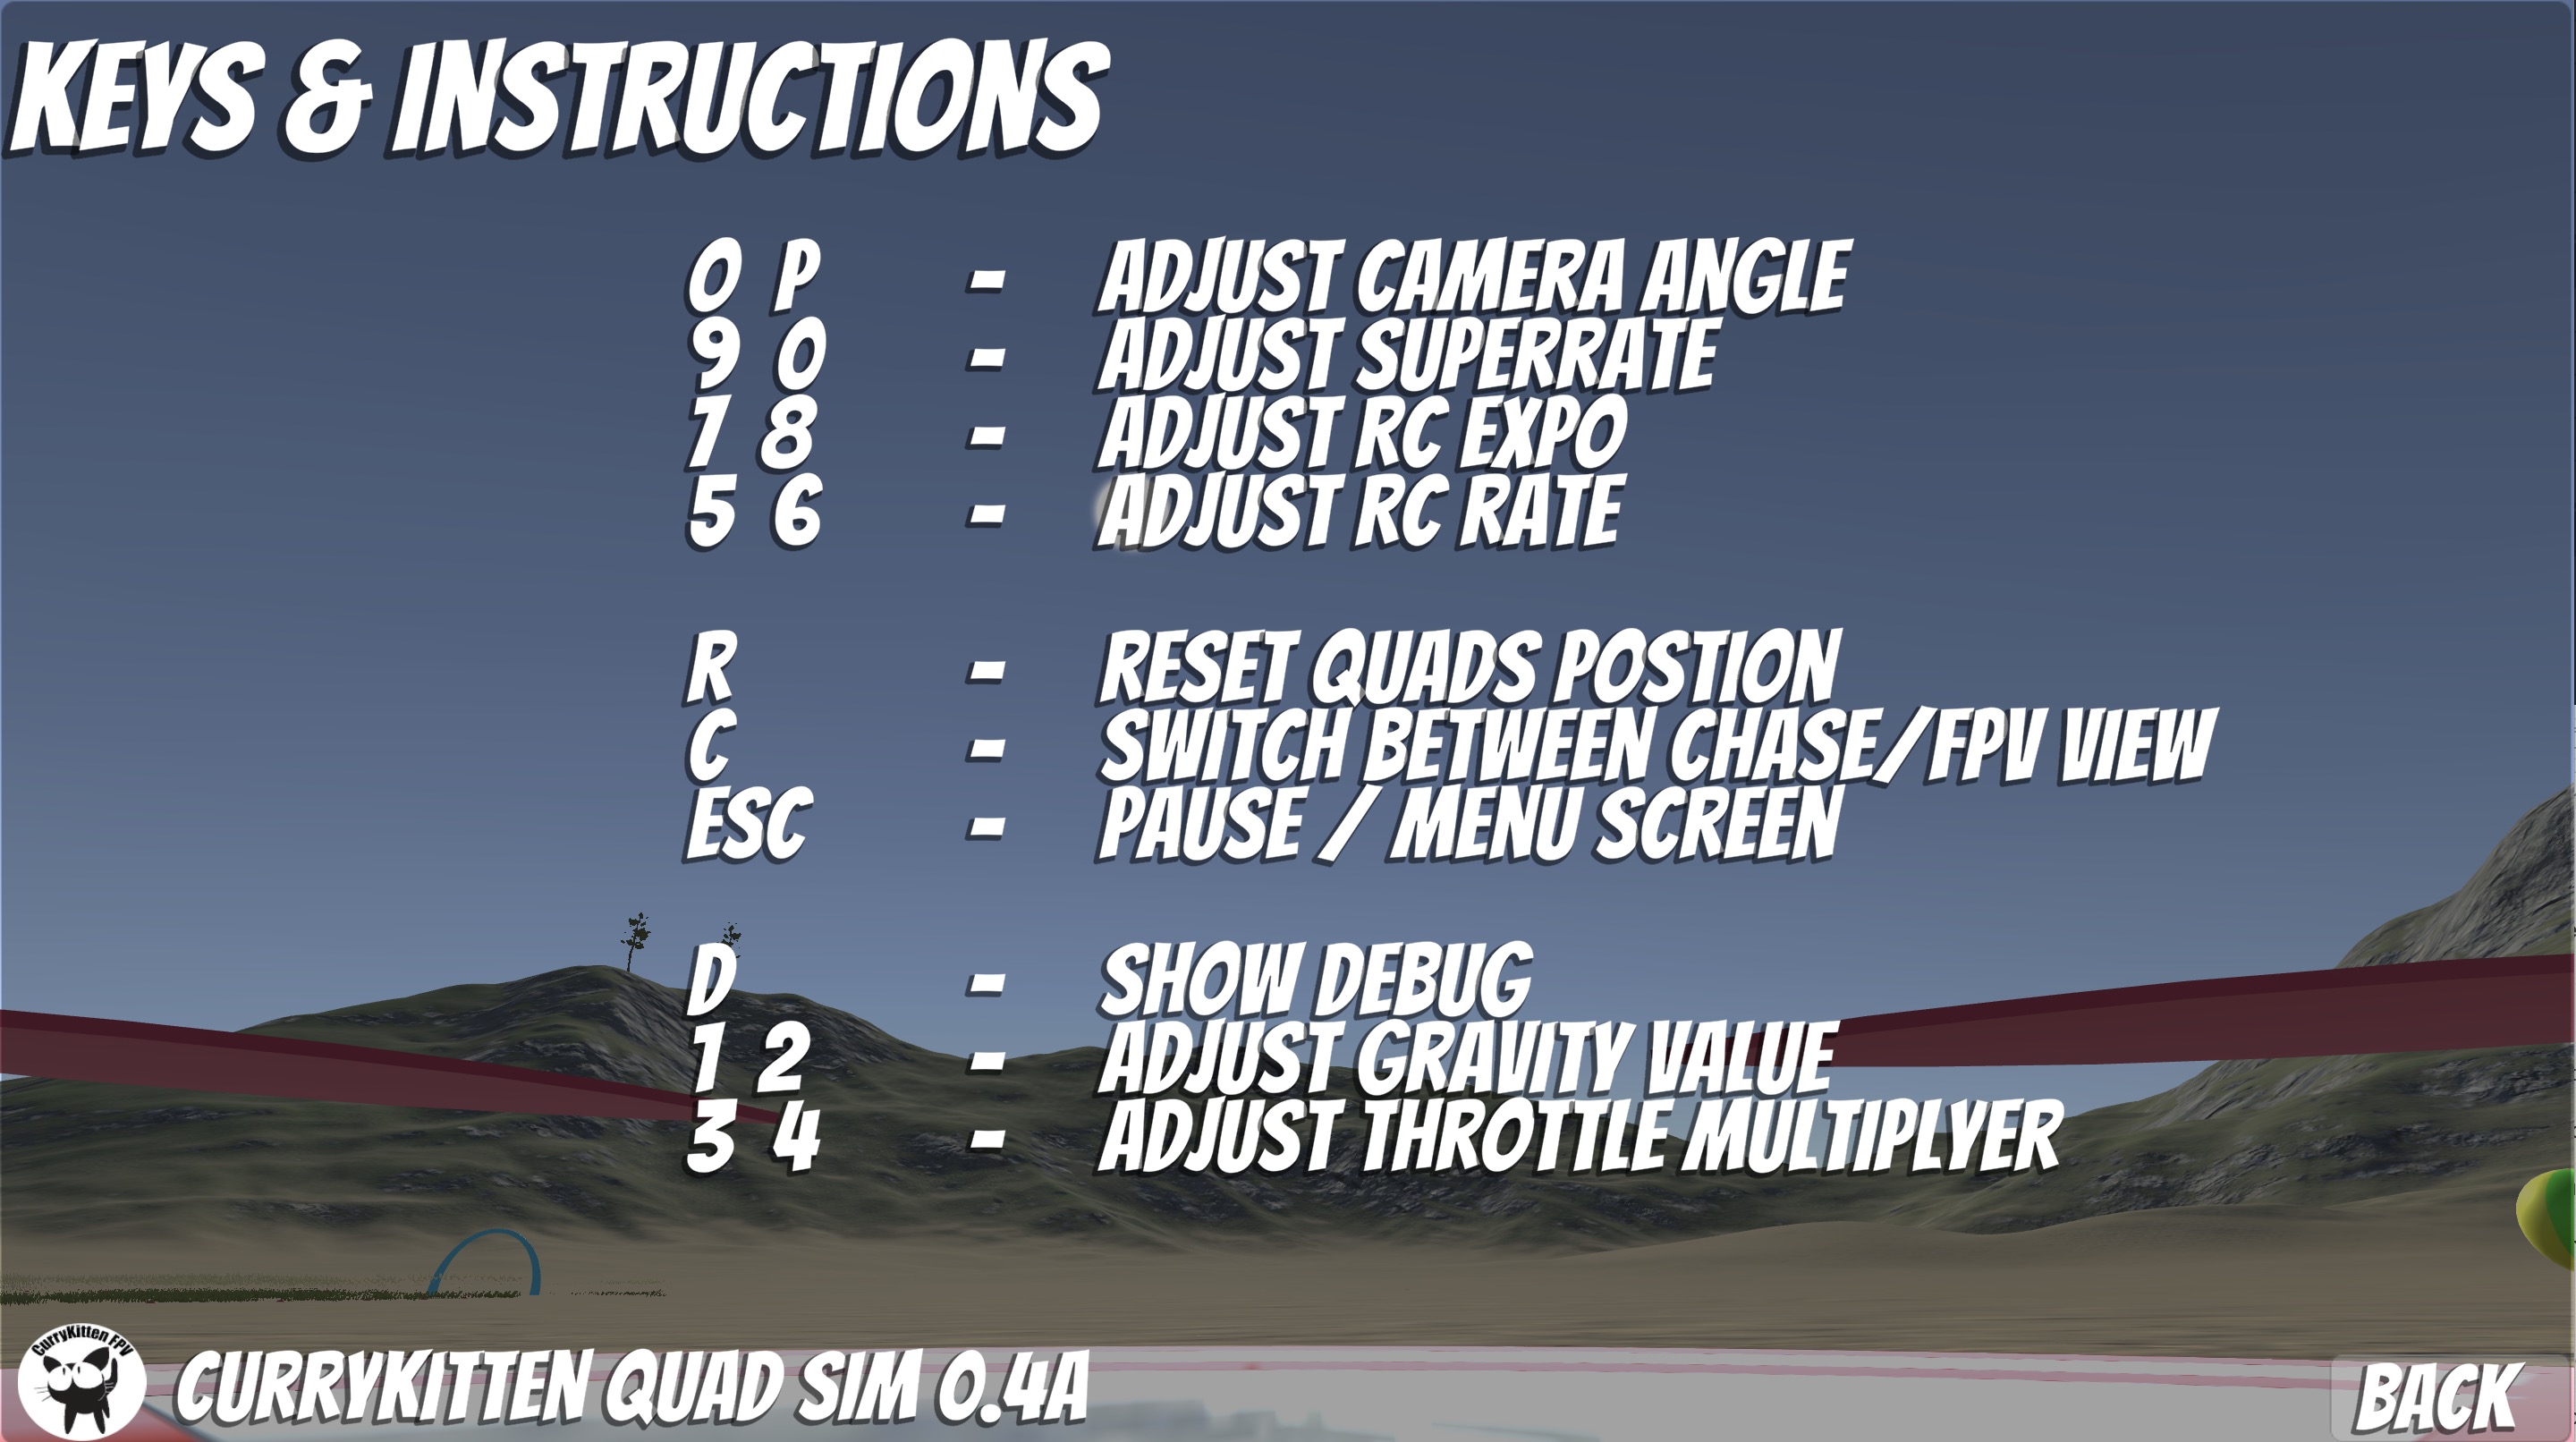 KEYS & INSTRUCTIONS
O P - ADJUST CAMERA ANGLE
9 0 - ADJUST SUPERRATE
7 8 - ADJUST RC EXPO
5 6 - ADJUST RC RATE
R - RESET QUADS POSTION
C - SWITCH BETWEEN CHASE/FPV VIEW
ESC - PAUSE / MENU SCREEN
D - SHOW DEBUG
1 2 - ADJUST GRAVITY VALUE
3 4 - ADJUST THROTTLE MULTIPLYER
CurryKitten FPV
CURRYKITTEN QUAD SIM 0.4A
BACK